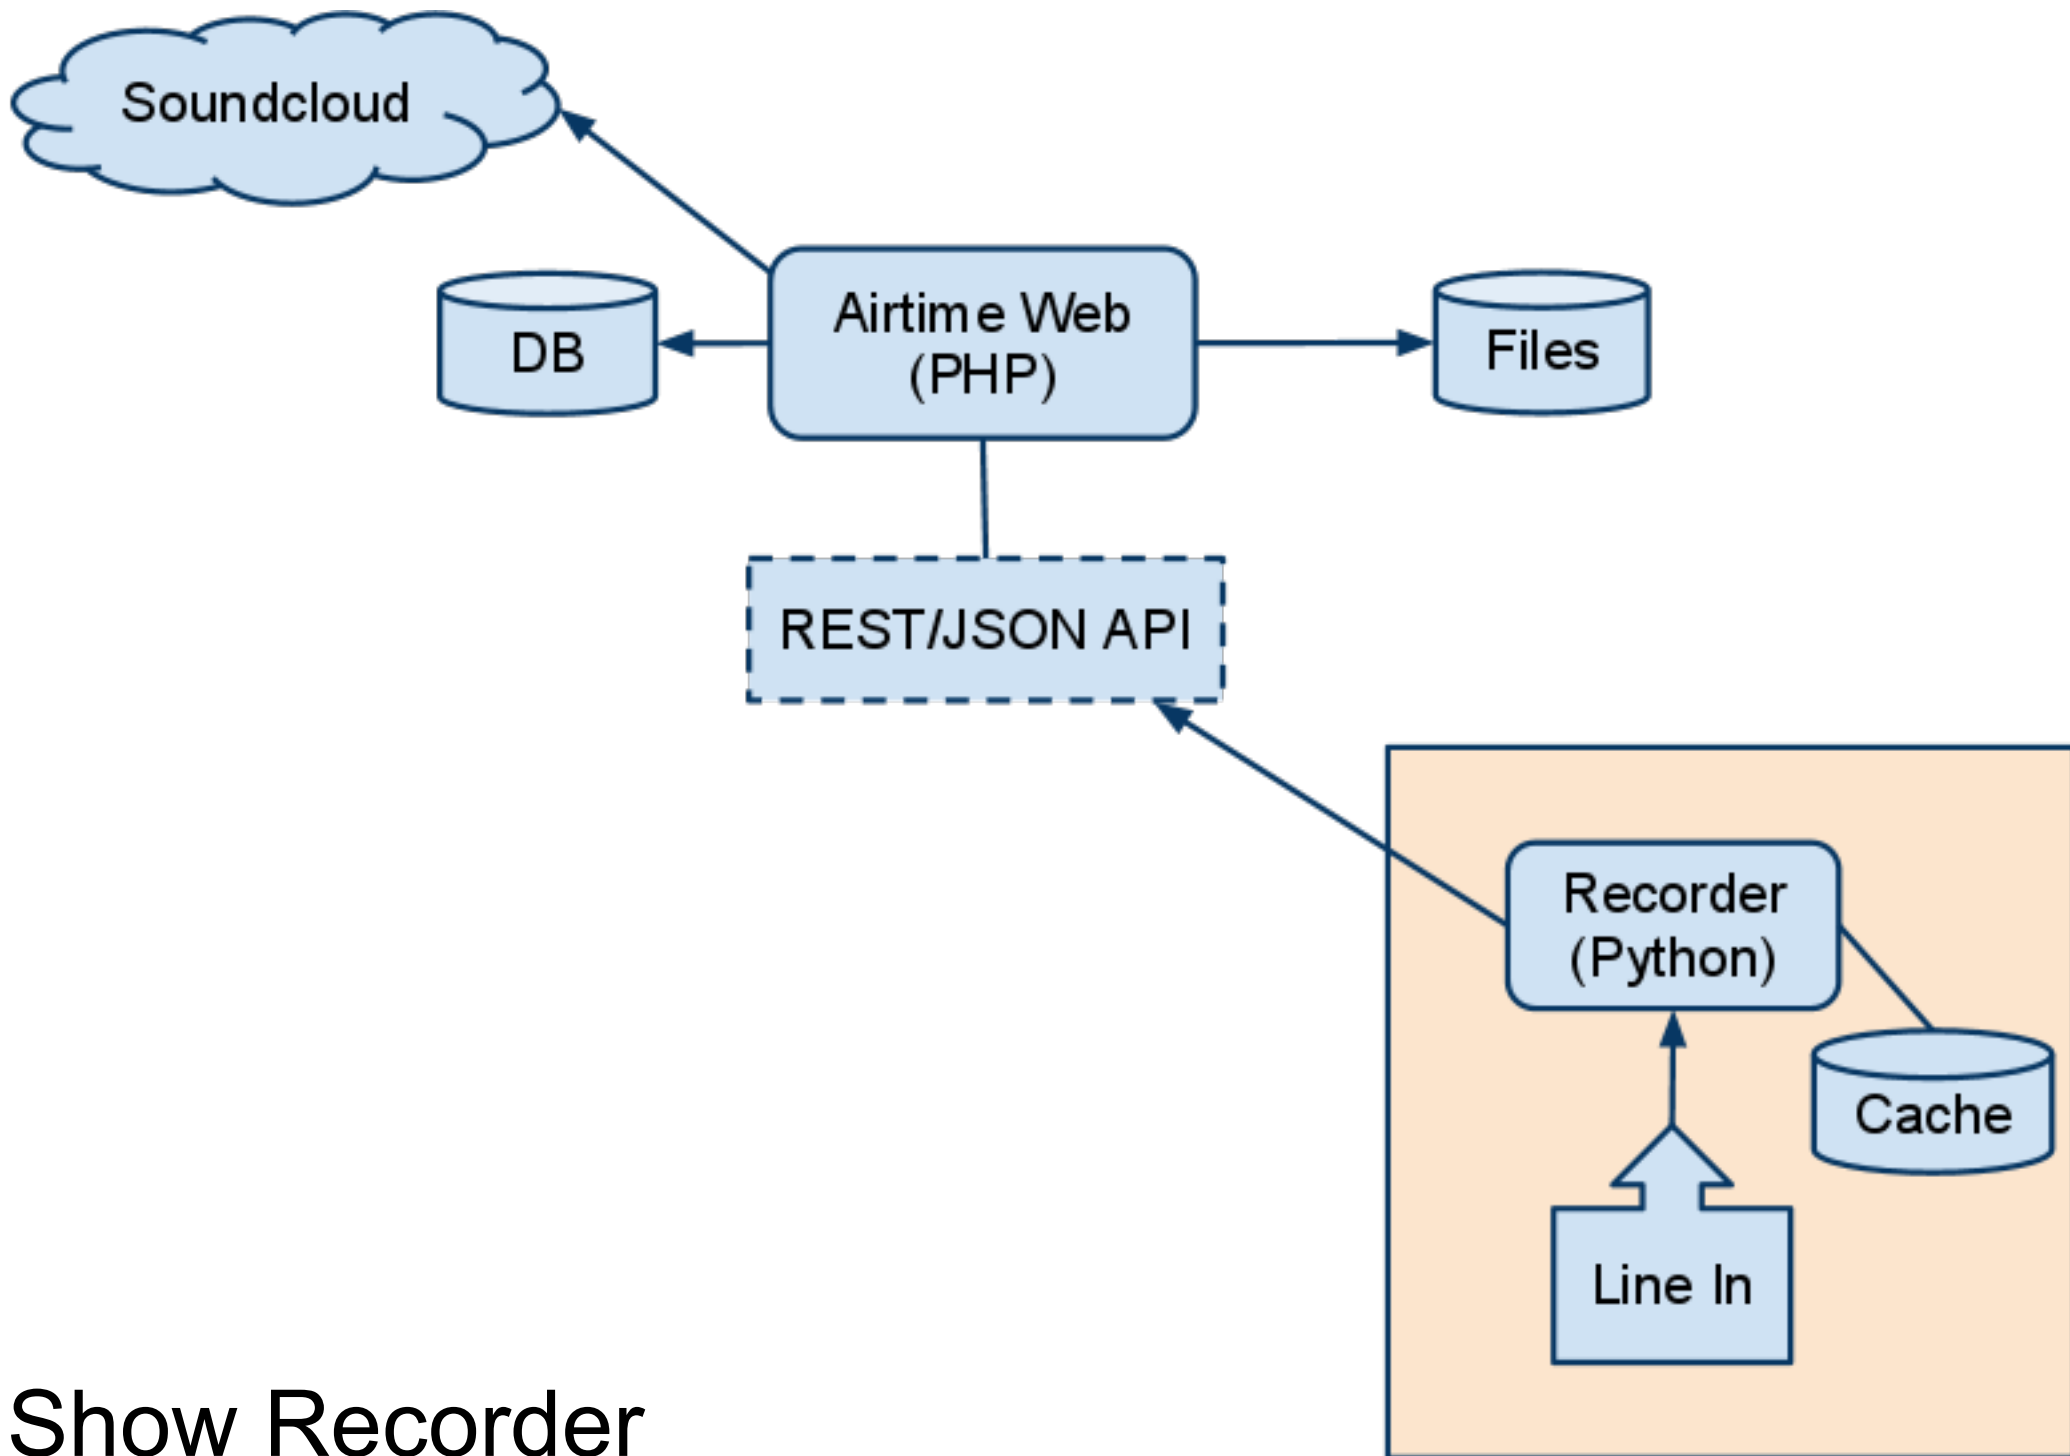 Soundcloud
Airtime Web
(PHP)
DB
Files
REST/JSON API
Recorder
(Python)
Cache
Line In
Show Recorder